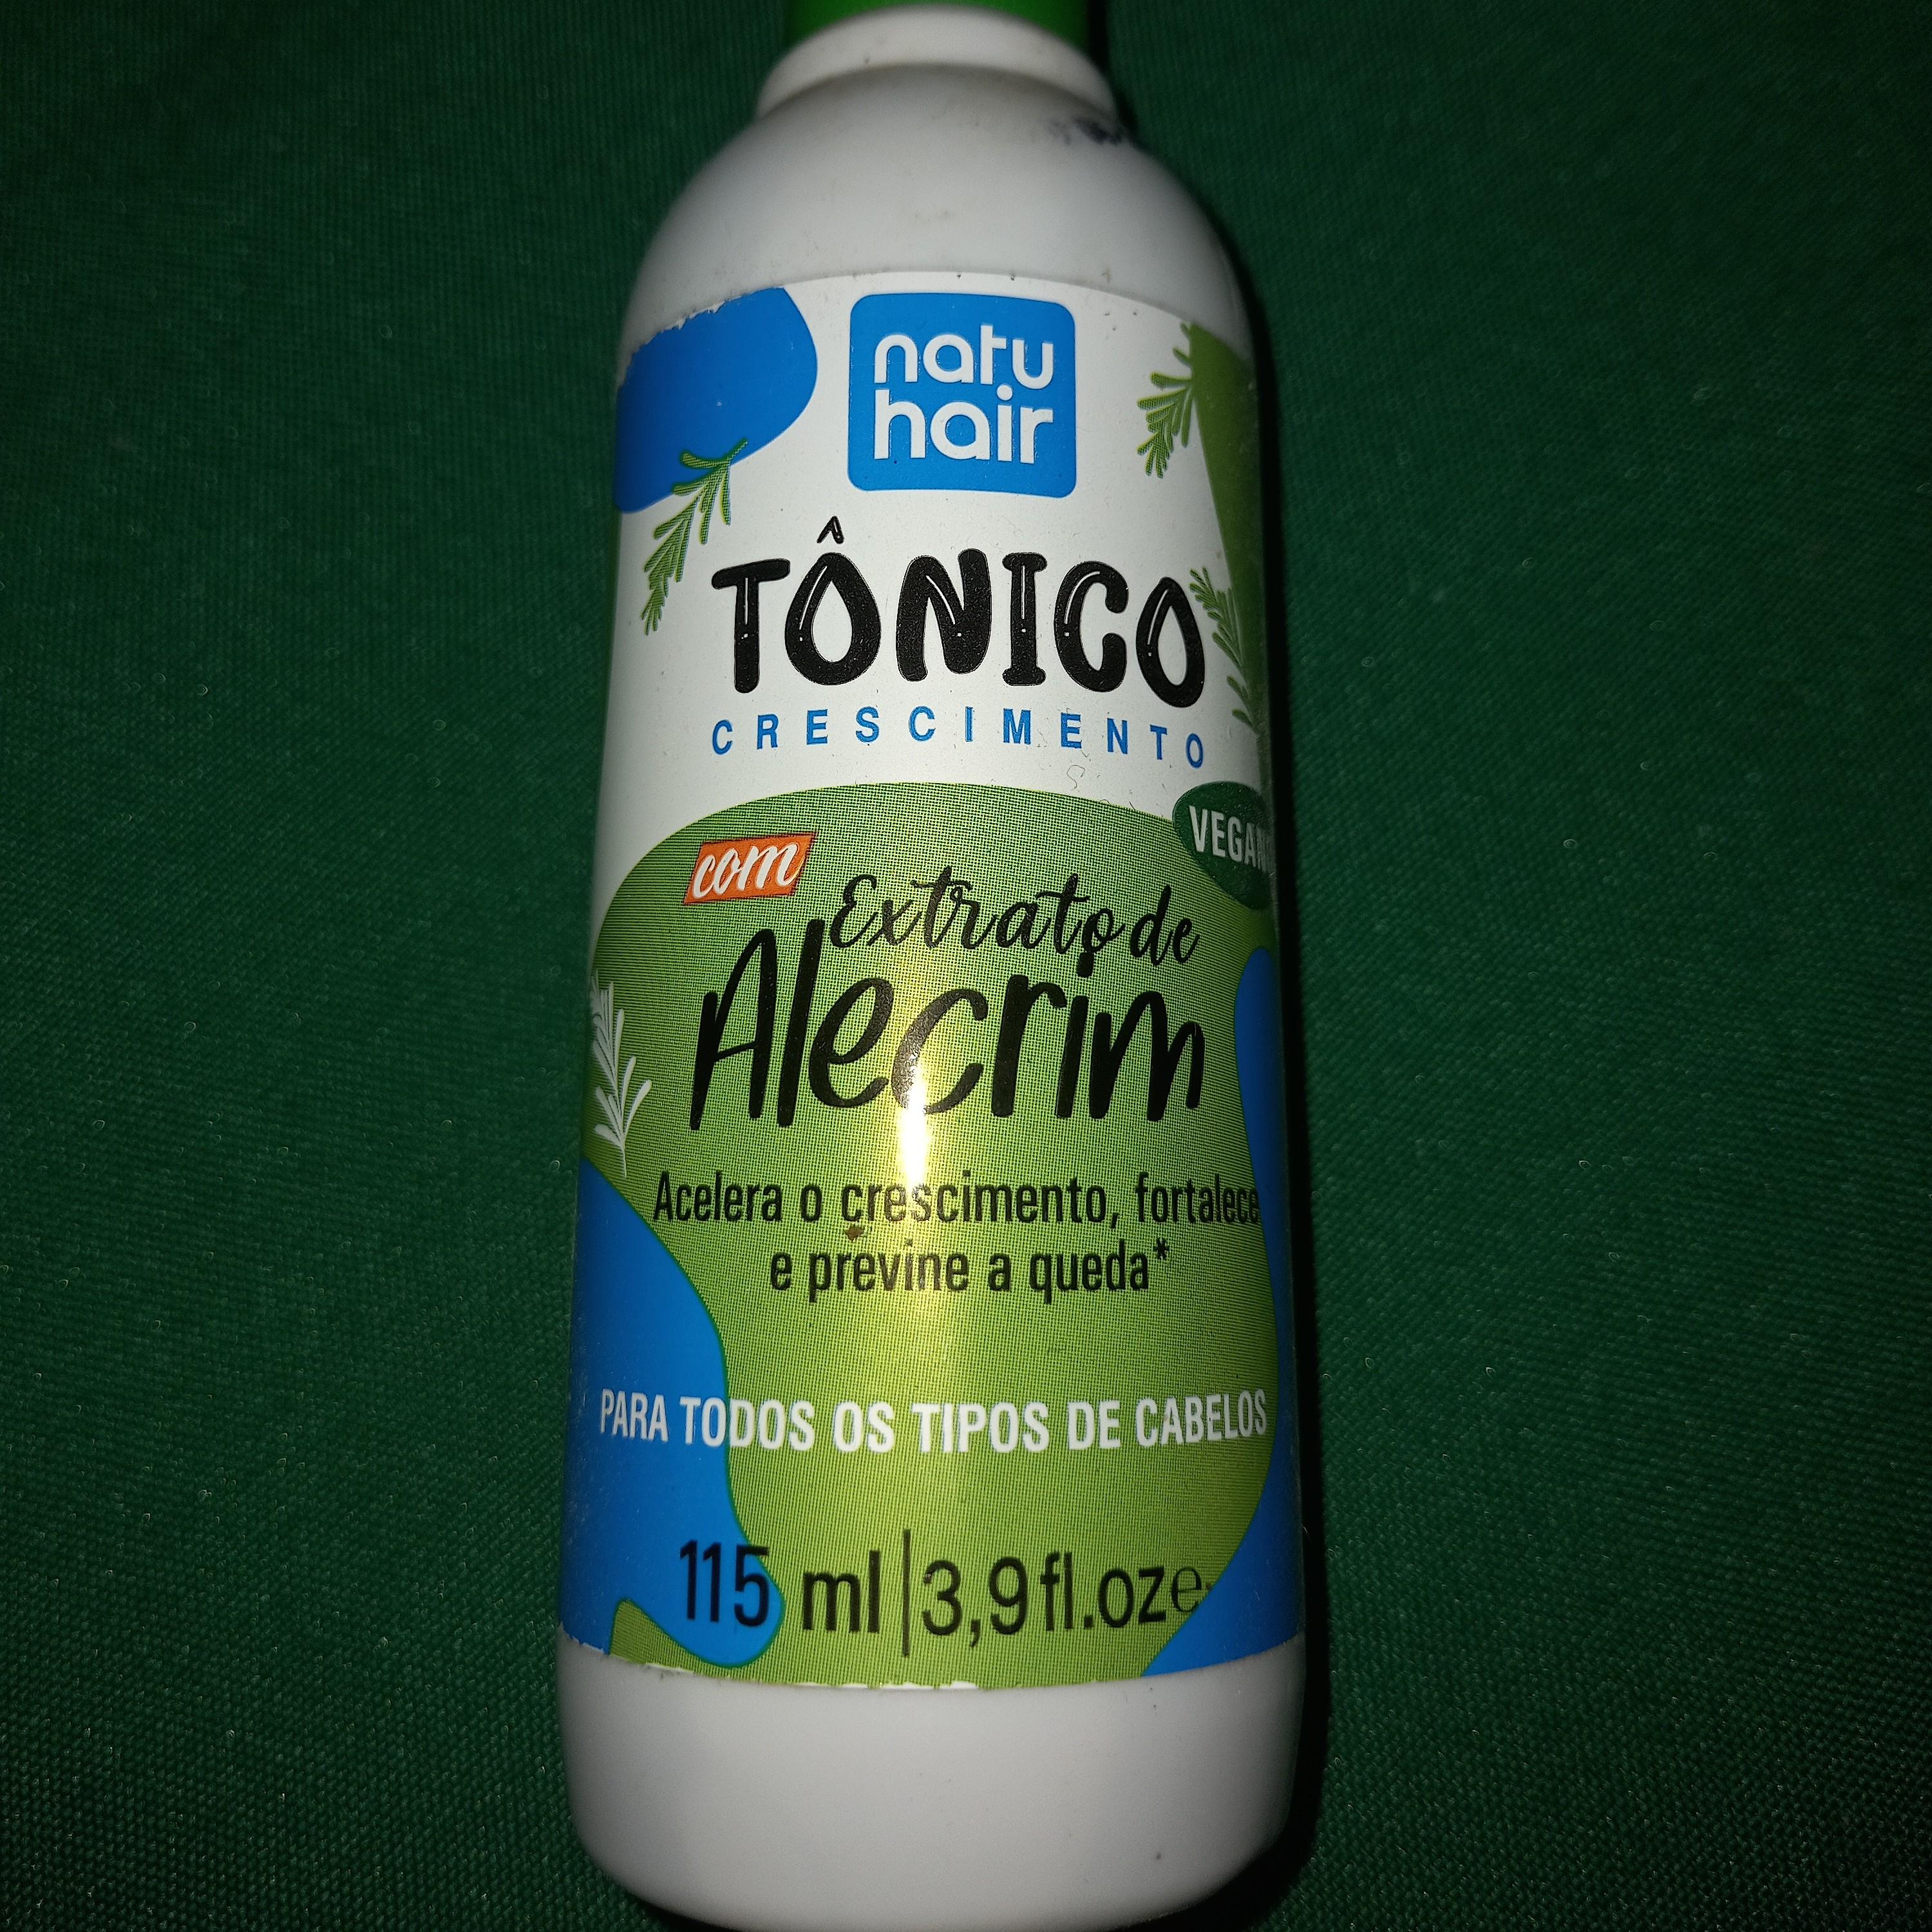 natu
hair
TÔNICO
CRESCIMENTO
com
Extrato de
Alecrim
Acelera o crescimento, fortalece
e previne a queda*
PARA TODOS OS TIPOS DE CABELOS
115 ml | 3,9 fl.oz e